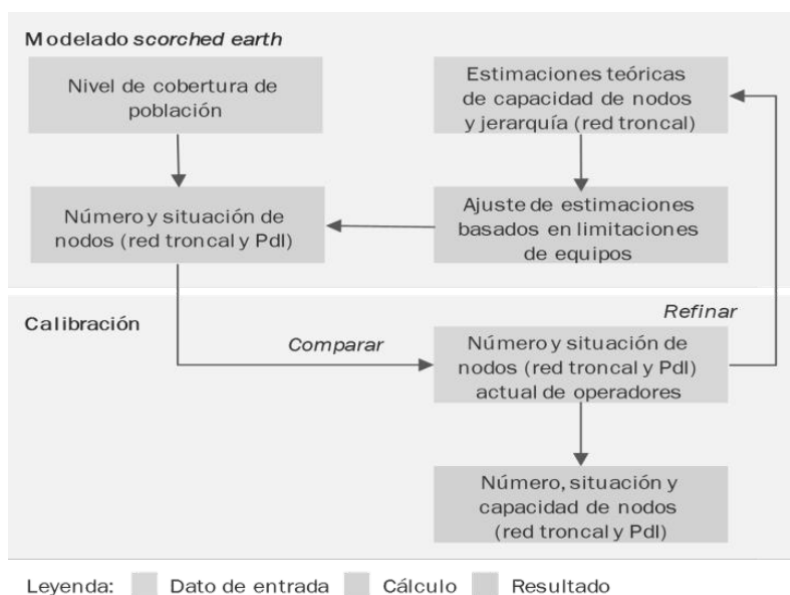 Modelado scorched earth
Nivel de cobertura de
población
Estimaciones teóricas
de capacidad de nodos
y jerarquía (red troncal)
Número y situación de
nodos (red troncal y PdI)
Ajuste de estimaciones
basados en limitaciones
de equipos
Calibración
Refinar
Comparar
Número y situación de
nodos (red troncal y PdI)
actual de operadores
Número, situación y
capacidad de nodos
(red troncal y PdI)
Leyenda: Dato de entrada Cálculo Resultado